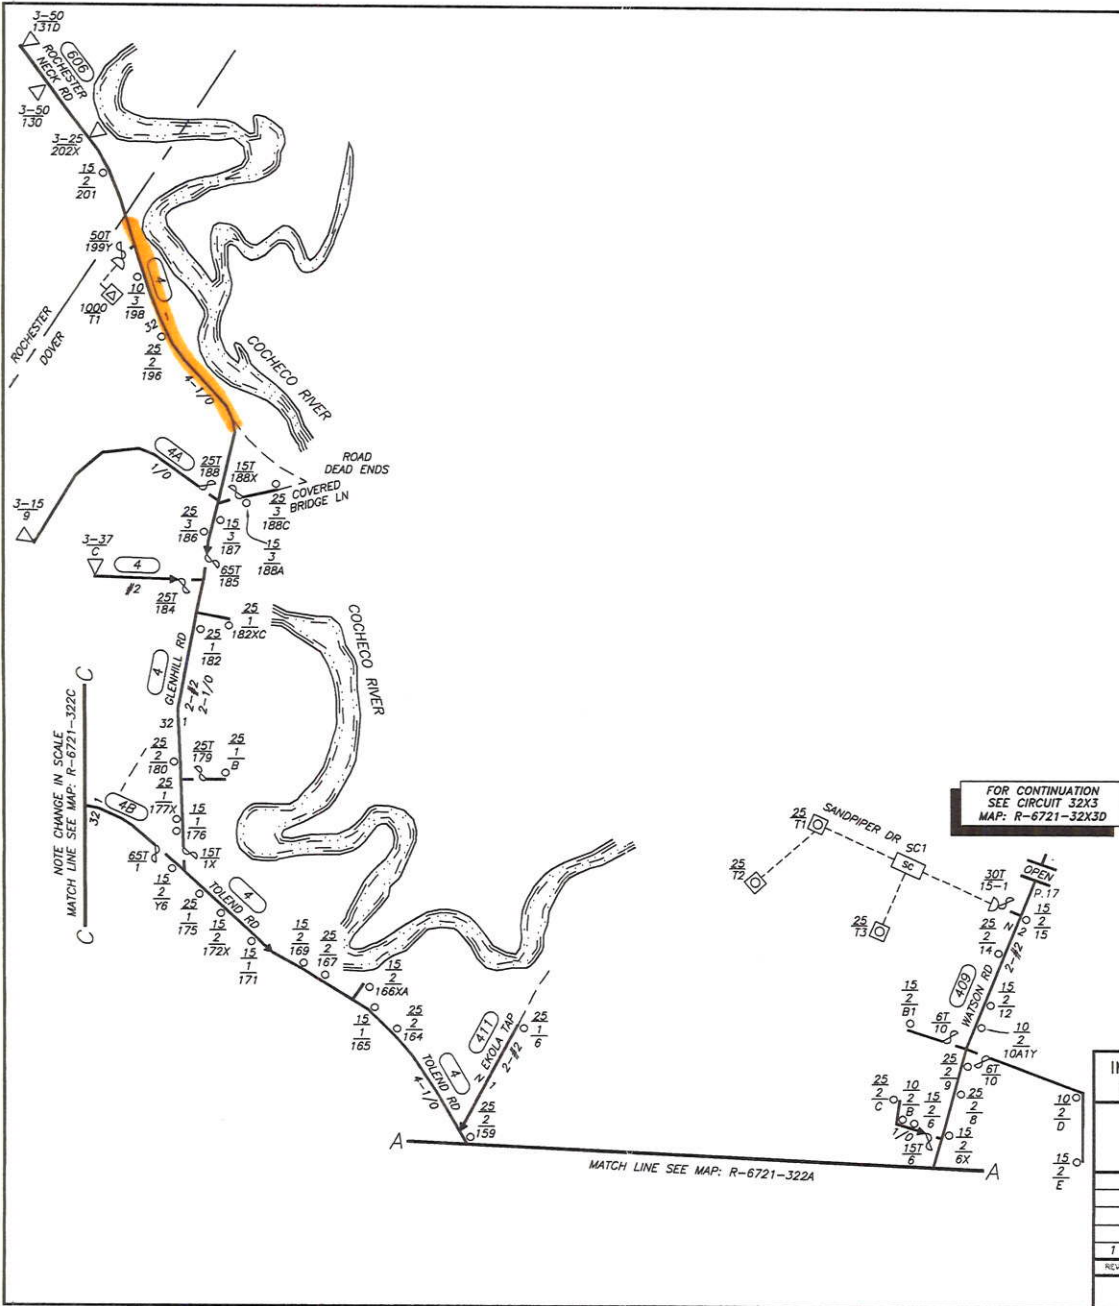 3-50
131D
ROCHESTER
NECK RD
606
3-50
130
3-25
202X
15
2
201
50T
199Y
4
10
3
198
1000
T1
32
1
25
2
196
4-1/0
ROCHESTER
DOVER
COCHECO RIVER
4A
1/0
25T
188
15T
188X
ROAD
DEAD ENDS
COVERED
BRIDGE LN
25
3
188C
3-15
9
25
3
186
15
3
187
15
3
188A
3-37
C
4
#2
65T
185
25T
184
25
1
182XC
25
1
182
COCHECO RIVER
4
GLENHILL RD
2-#2
2-1/0
32
1
C
NOTE CHANGE IN SCALE
MATCH LINE SEE MAP: R-6721-322C
C
25
2
180
25T
179
25
1
B
25
1
177X
15
1
176
32
1
4B
65T
1
15T
1X
15
2
Y6
25
1
175
4
TOLEND RD
15
2
172X
15
1
171
15
2
169
25
2
167
15
2
166XA
15
1
165
25
2
164
4
TOLEND RD
4-1/0
411
N EKOLA TAP
1
2-#2
25
1
6
25
2
159
A
MATCH LINE SEE MAP: R-6721-322A
A
FOR CONTINUATION
SEE CIRCUIT 32X3
MAP: R-6721-32X3D
SANDPIPER DR
25
T1
SC1
SC
25
T2
25
T3
30T
15-1
OPEN
P.17
15
2
15
25
2
14
N
2
2-#2
409
WATSON RD
15
2
12
15
2
B1
6T
10
10
2
10A1Y
6T
10
25
2
9
25
2
8
25
2
C
10
2
B
15
2
6
1/0
15T
6
15
2
6X
10
2
D
15
2
E
1
REV